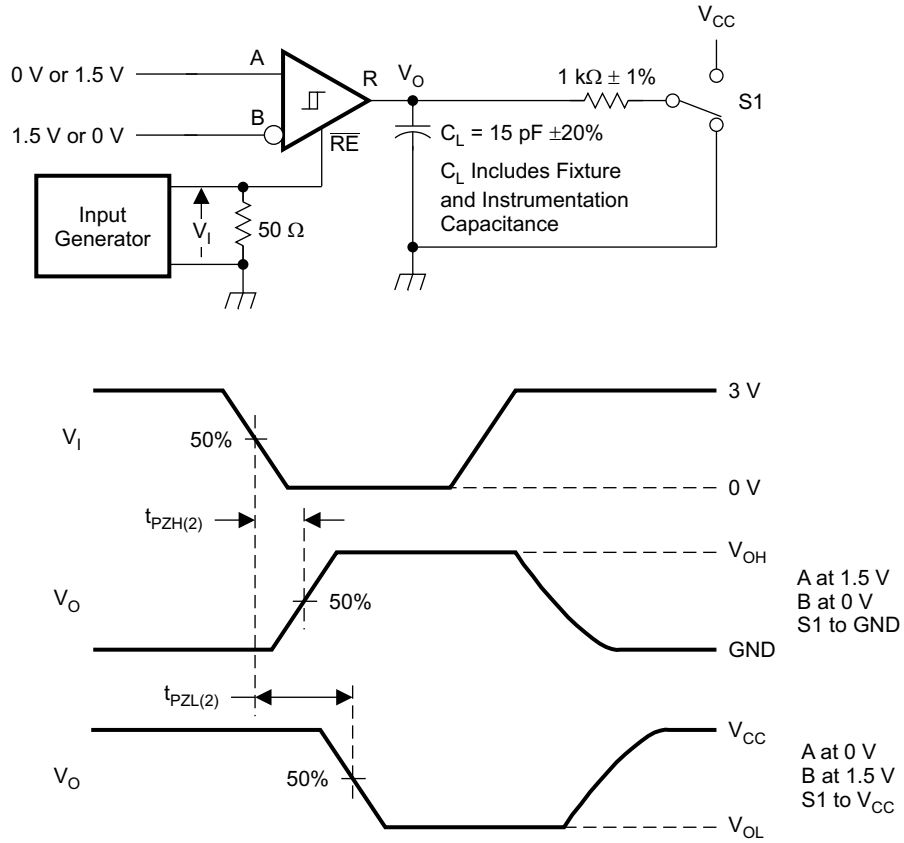 V_CC
A
R
V_O
1 kΩ ± 1%
0 V or 1.5 V
S1
B
1.5 V or 0 V
R̅E̅
C_L = 15 pF ±20%
C_L Includes Fixture
and Instrumentation
Capacitance
Input
Generator
V_I
50 Ω
3 V
V_I
50%
0 V
t_PZH(2)
V_OH
V_O
50%
A at 1.5 V
B at 0 V
S1 to GND
GND
t_PZL(2)
V_CC
V_O
50%
A at 0 V
B at 1.5 V
S1 to V_CC
V_OL